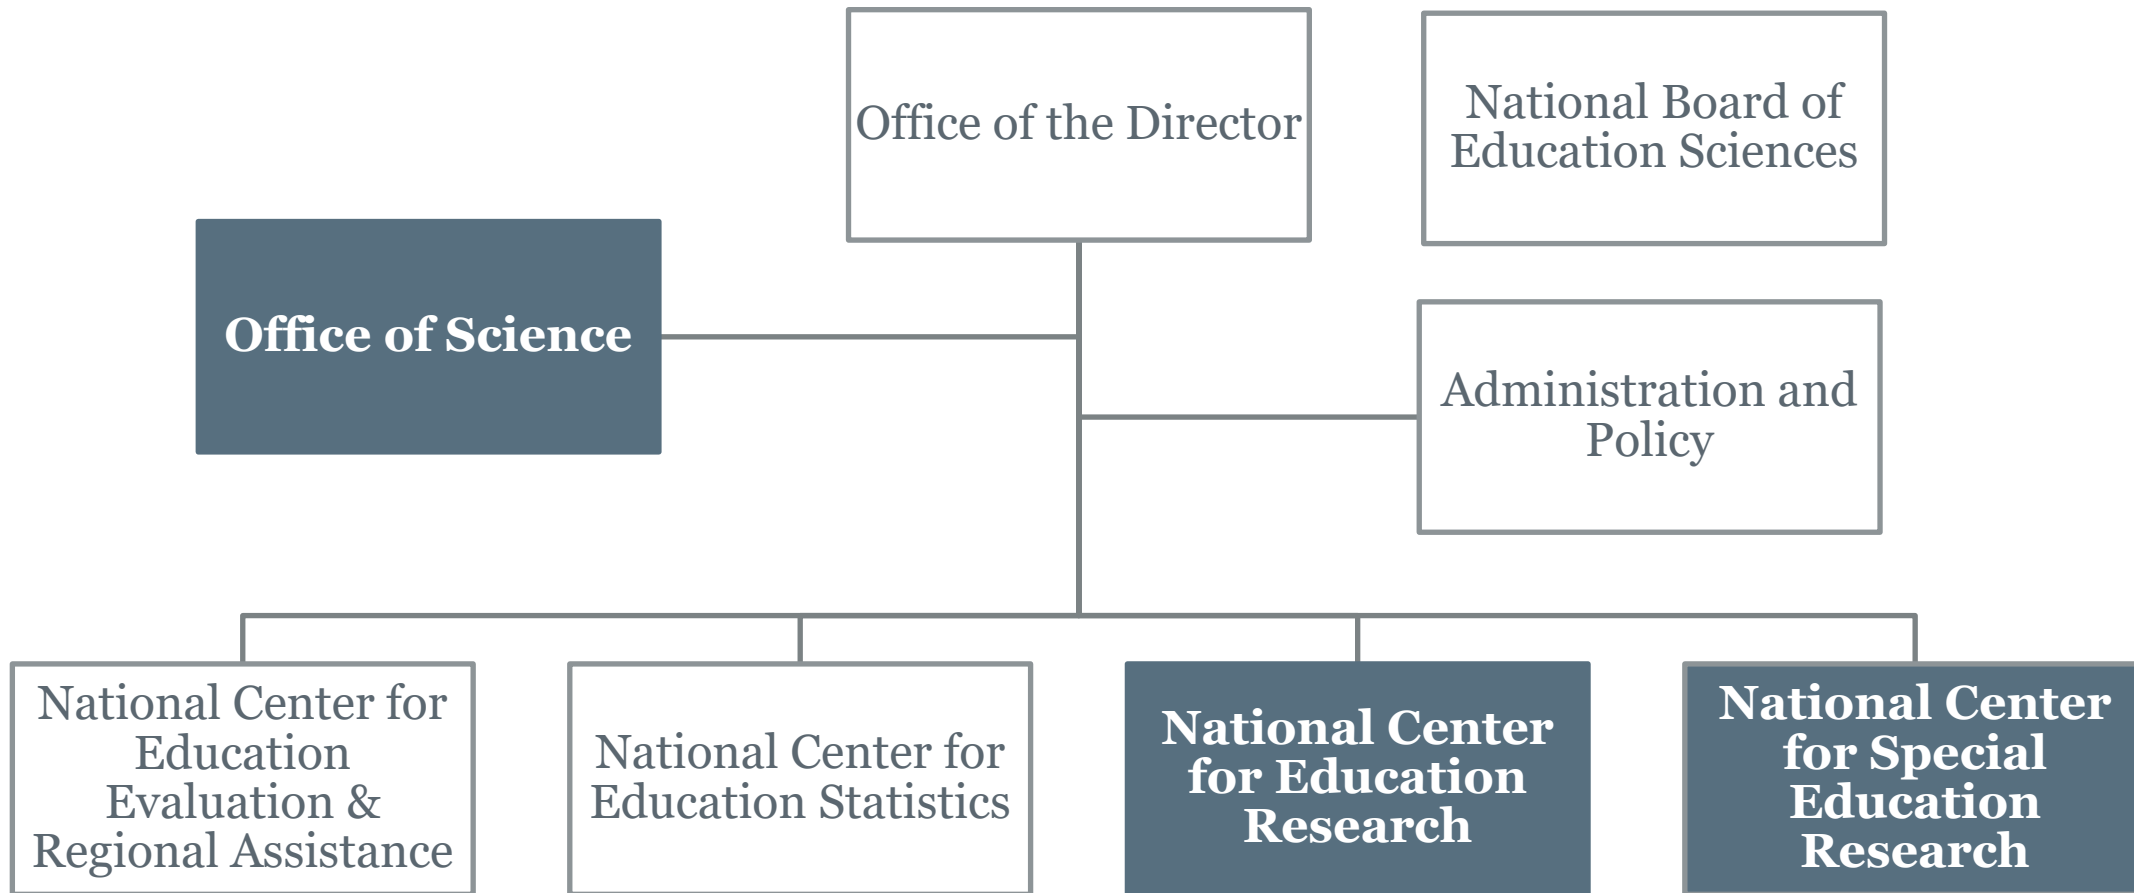 Office of the Director
National Board of
Education Sciences
Office of Science
Administration and
Policy
National Center for
Education
Evaluation &
Regional Assistance
National Center for
Education Statistics
National Center
for Education
Research
National Center
for Special
Education
Research